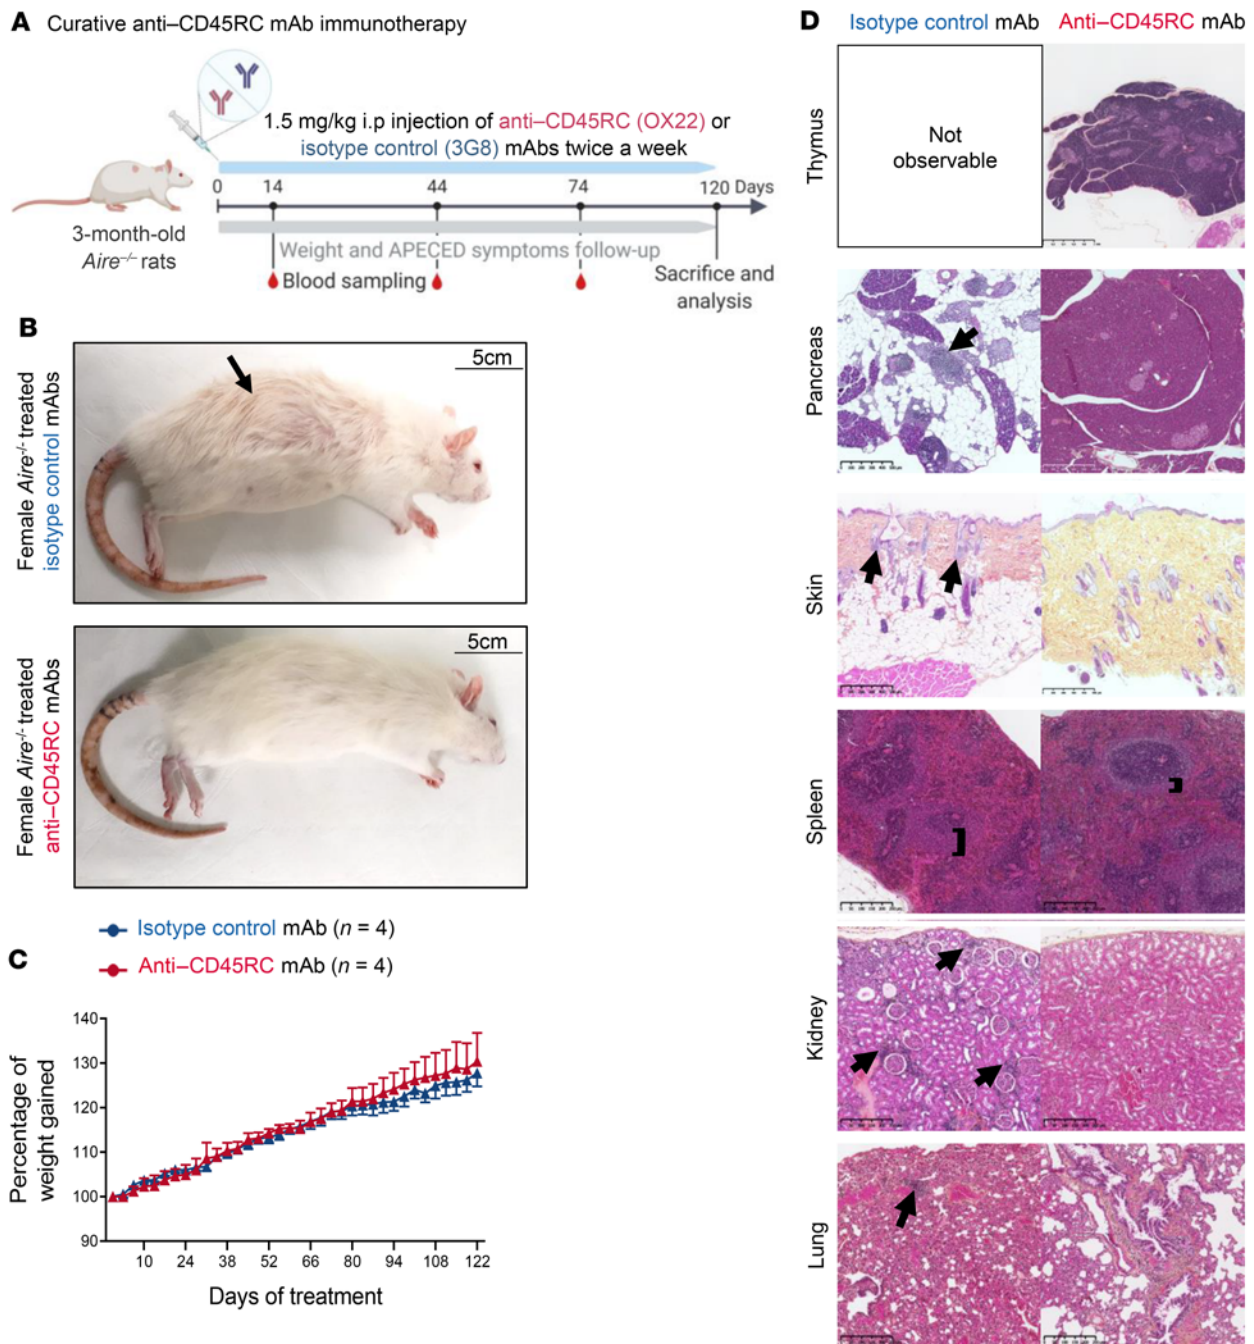 A Curative anti–CD45RC mAb immunotherapy
1.5 mg/kg i.p injection of anti–CD45RC (OX22) or
isotype control (3G8) mAbs twice a week
0 14 44 74 120 Days
3-month-old
Aire–/– rats
Weight and APECED symptoms follow-up
Blood sampling
Sacrifice and
analysis
B
Female Aire-/- treated
isotype control mAbs
5cm
Female Aire-/- treated
anti–CD45RC mAbs
5cm
Isotype control mAb (n = 4)
Anti–CD45RC mAb (n = 4)
C
Percentage of
weight gained
140
130
120
110
100
90
10 24 38 52 66 80 94 108 122
Days of treatment
D Isotype control mAb Anti–CD45RC mAb
Thymus
Not
observable
Pancreas
Skin
Spleen
Kidney
Lung